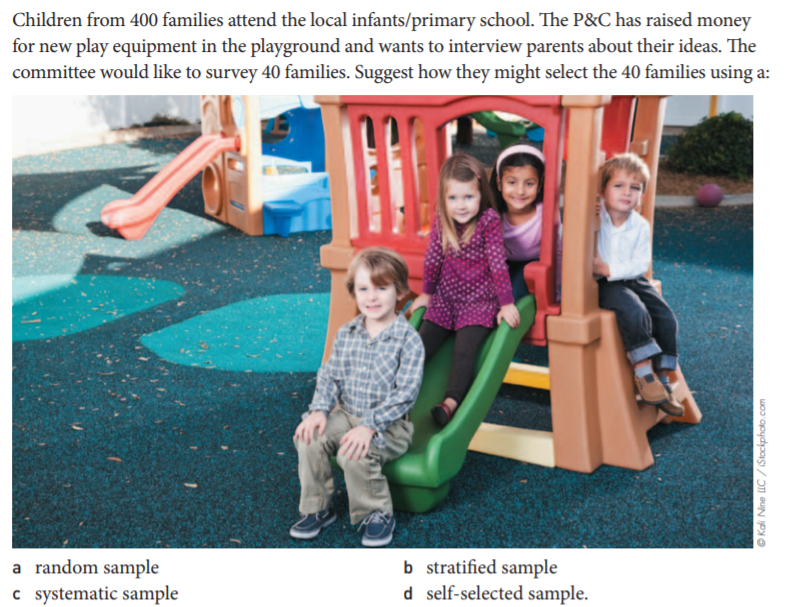 Children from 400 families attend the local infants/primary school. The P&C has raised money
for new play equipment in the playground and wants to interview parents about their ideas. The
committee would like to survey 40 families. Suggest how they might select the 40 families using a:
© Kali Nine LLC / iStockphoto.com
a random sample
b stratified sample
c systematic sample
d self-selected sample.